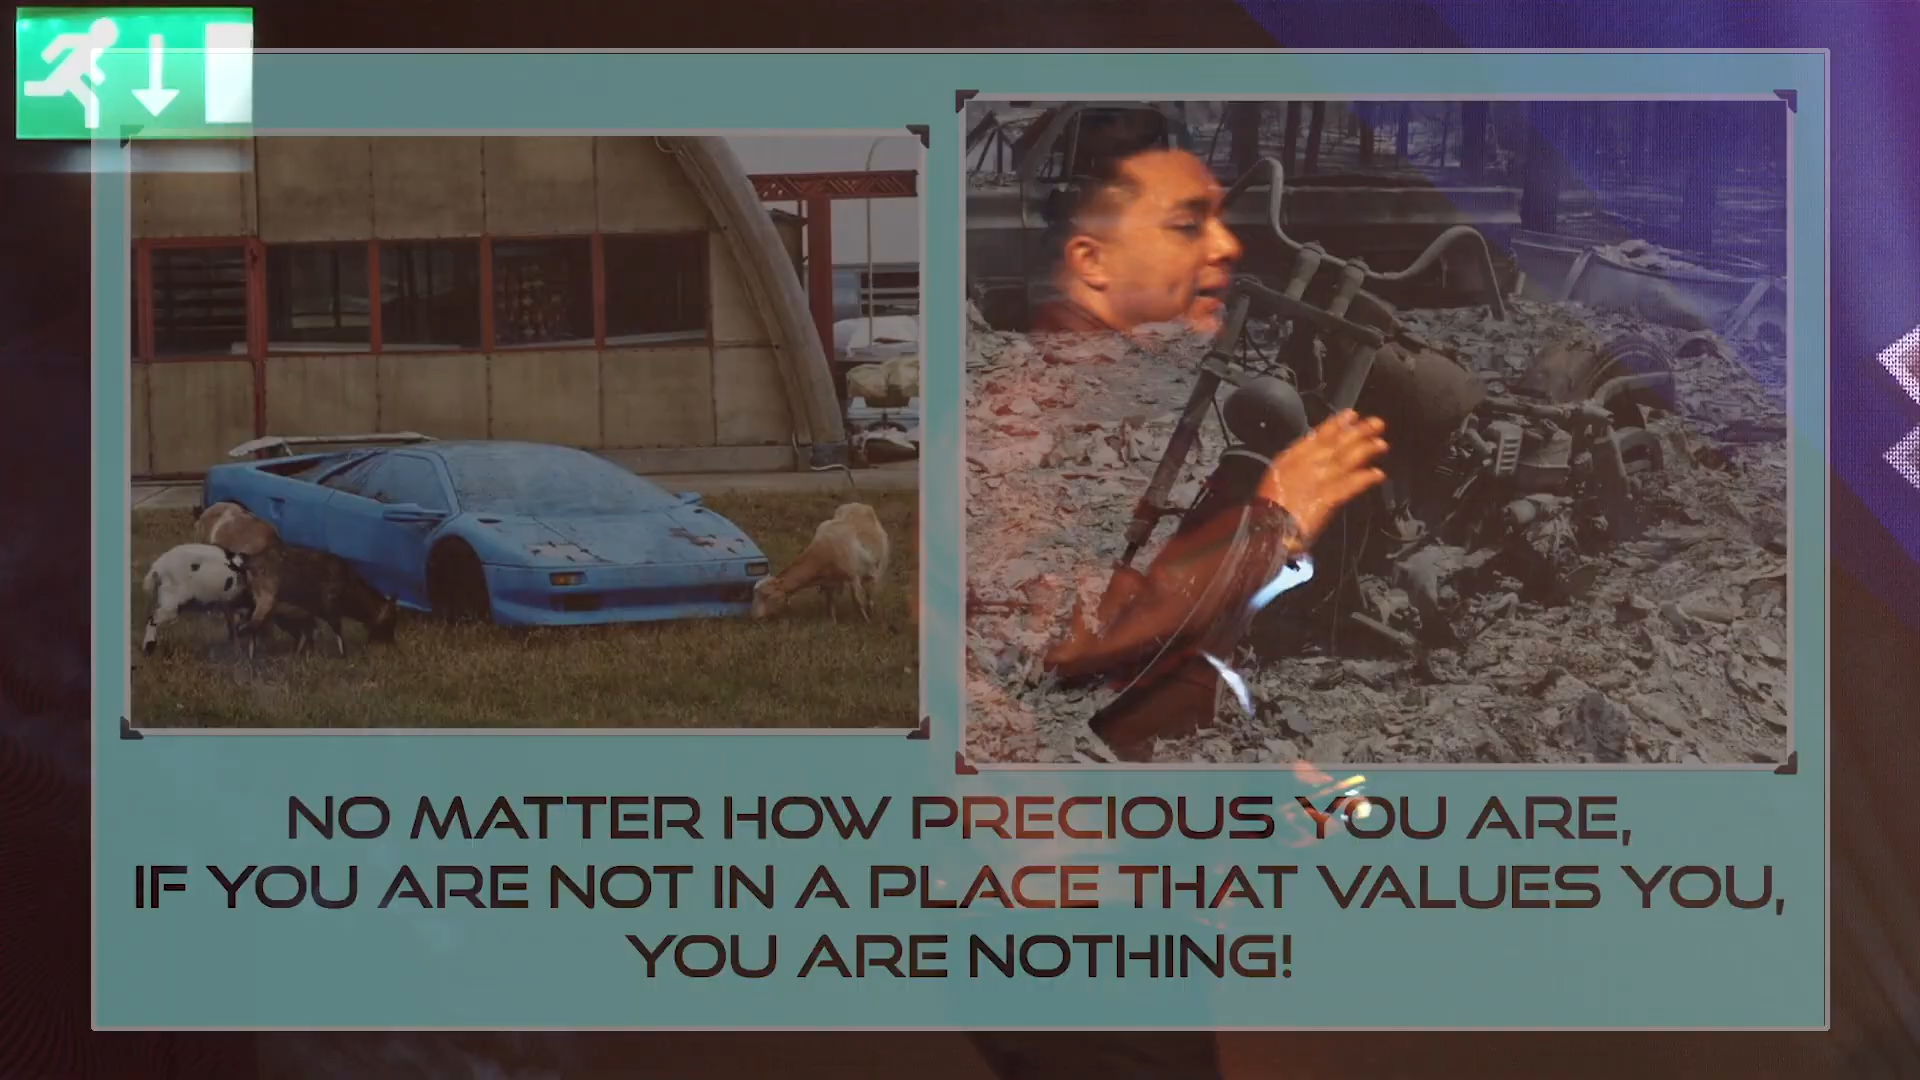 NO MATTER HOW PRECIOUS YOU ARE,
IF YOU ARE NOT IN A PLACE THAT VALUES YOU,
YOU ARE NOTHING!